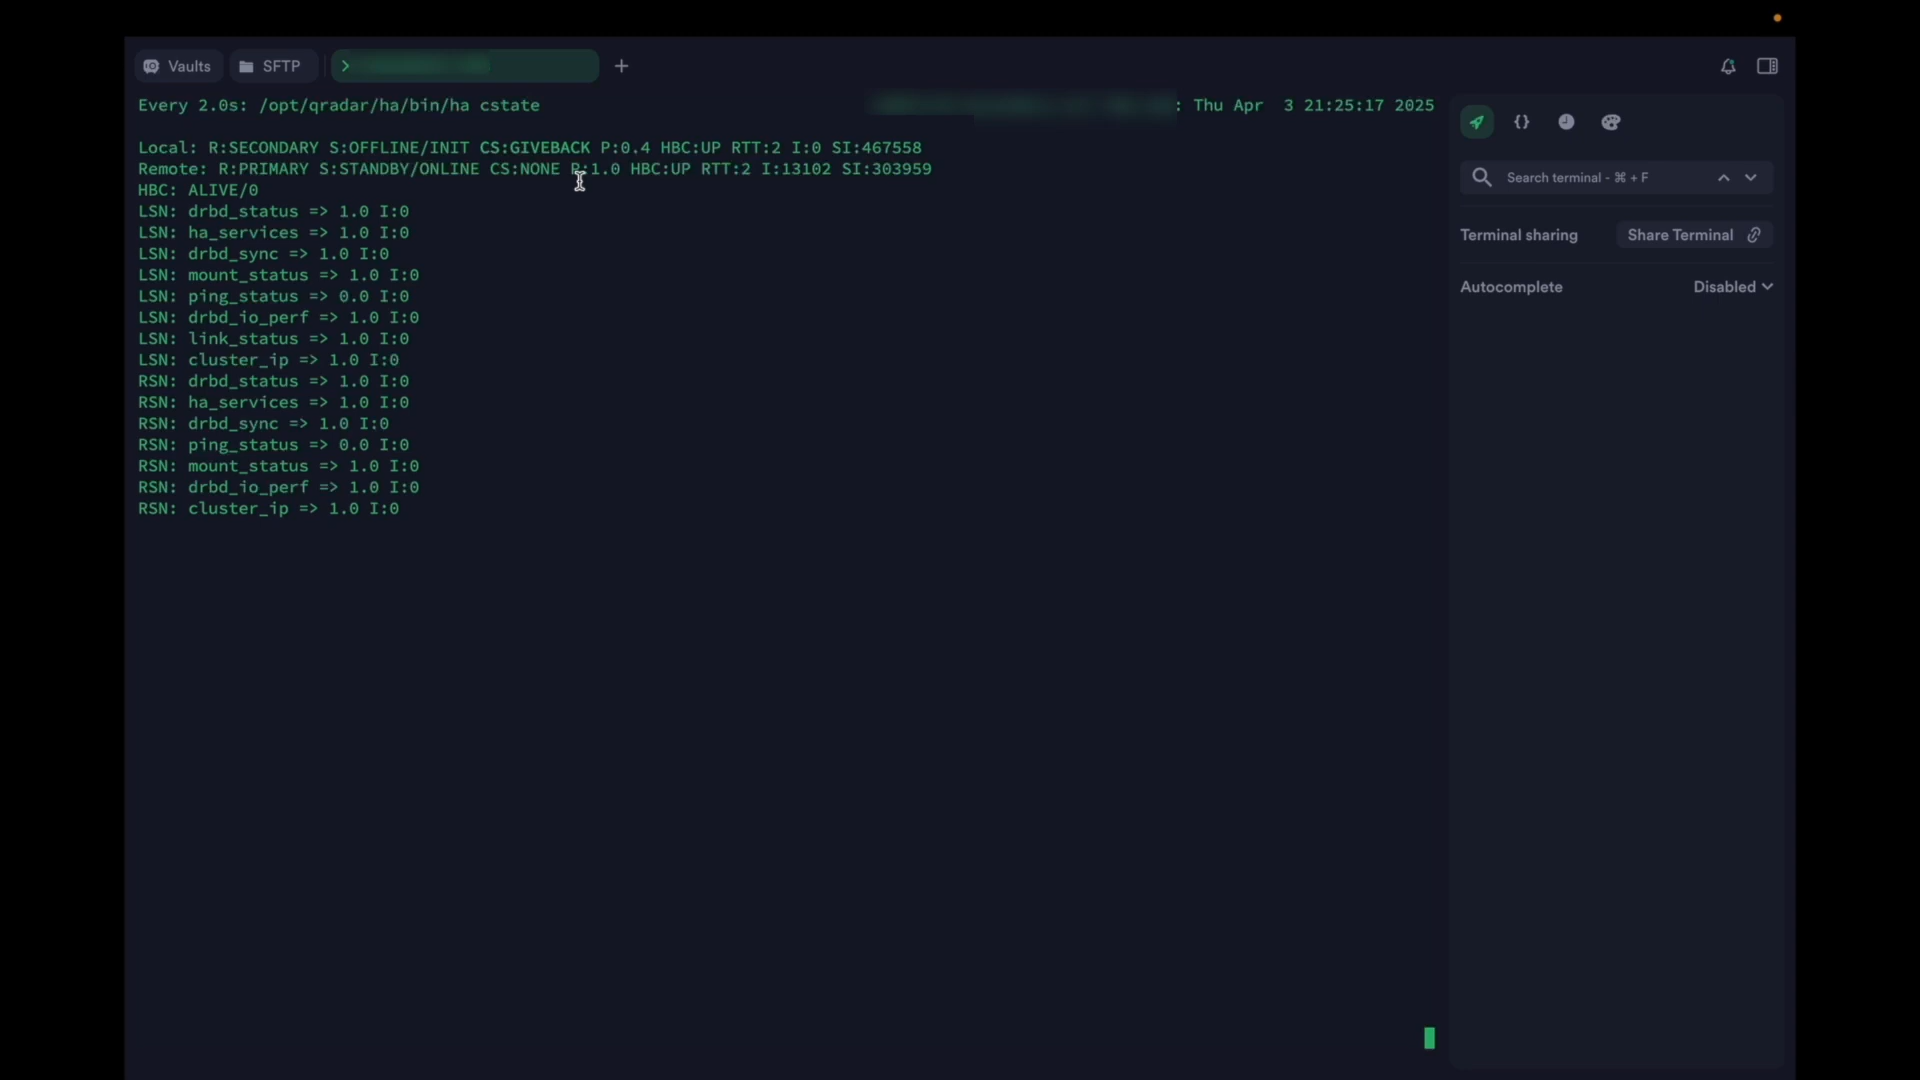 Vaults
SFTP
Every 2.0s: /opt/qradar/ha/bin/ha cstate : Thu Apr 3 21:25:17 2025
Local: R:SECONDARY S:OFFLINE/INIT CS:GIVEBACK P:0.4 HBC:UP RTT:2 I:0 SI:467558
Remote: R:PRIMARY S:STANDBY/ONLINE CS:NONE P:1.0 HBC:UP RTT:2 I:13102 SI:303959
HBC: ALIVE/0
LSN: drbd_status => 1.0 I:0
LSN: ha_services => 1.0 I:0
LSN: drbd_sync => 1.0 I:0
LSN: mount_status => 1.0 I:0
LSN: ping_status => 0.0 I:0
LSN: drbd_io_perf => 1.0 I:0
LSN: link_status => 1.0 I:0
LSN: cluster_ip => 1.0 I:0
RSN: drbd_status => 1.0 I:0
RSN: ha_services => 1.0 I:0
RSN: drbd_sync => 1.0 I:0
RSN: ping_status => 0.0 I:0
RSN: mount_status => 1.0 I:0
RSN: drbd_io_perf => 1.0 I:0
RSN: cluster_ip => 1.0 I:0
Search terminal - ⌘ + F
Terminal sharing
Share Terminal
Autocomplete
Disabled